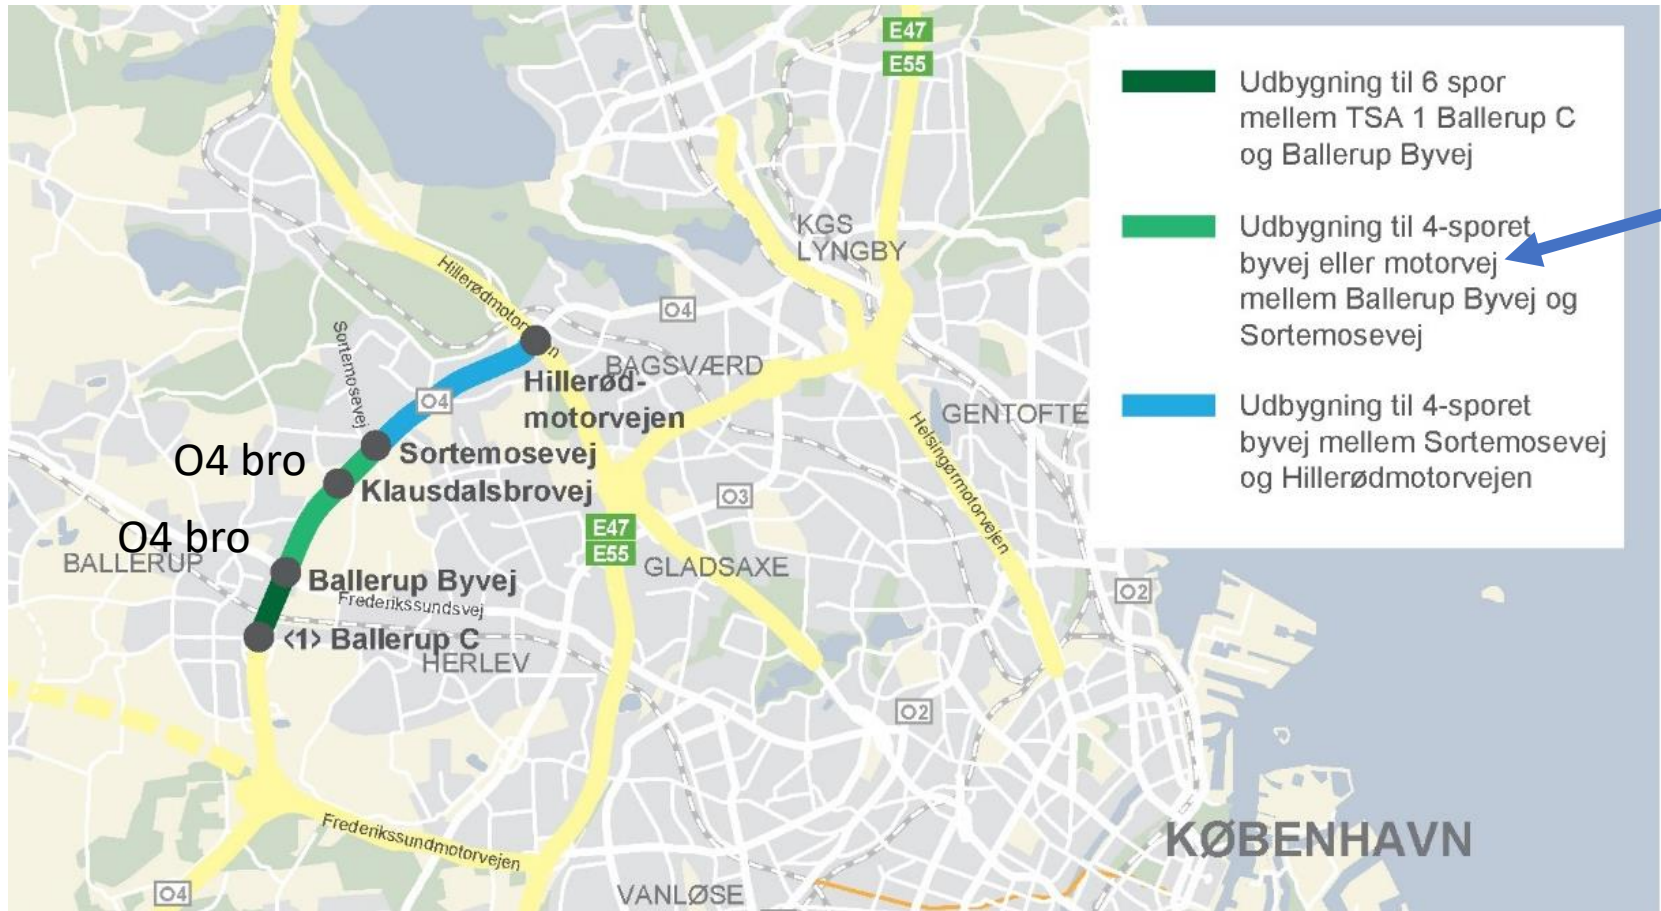 E47
E55
Udbygning til 6 spor
mellem TSA 1 Ballerup C
og Ballerup Byvej
Udbygning til 4-sporet
byvej eller motorvej
mellem Ballerup Byvej og
Sortemosevej
Udbygning til 4-sporet
byvej mellem Sortemosevej
og Hillerødmotorvejen
KGS
LYNGBY
Hillerødmotorvejen
O4
Sortemosevej
BAGSVÆRD
Hillerød-
motorvejen
O4
GENTOFTE
Helsingørmotorvejen
O4 bro
Sortemosevej
Klausdalsbrovej
O3
O4 bro
E47
E55
BALLERUP
GLADSAXE
Ballerup Byvej
Frederikssundsvej
O2
<1> Ballerup C
HERLEV
O2
Frederikssundmotorvejen
KØBENHAVN
O4
VANLØSE